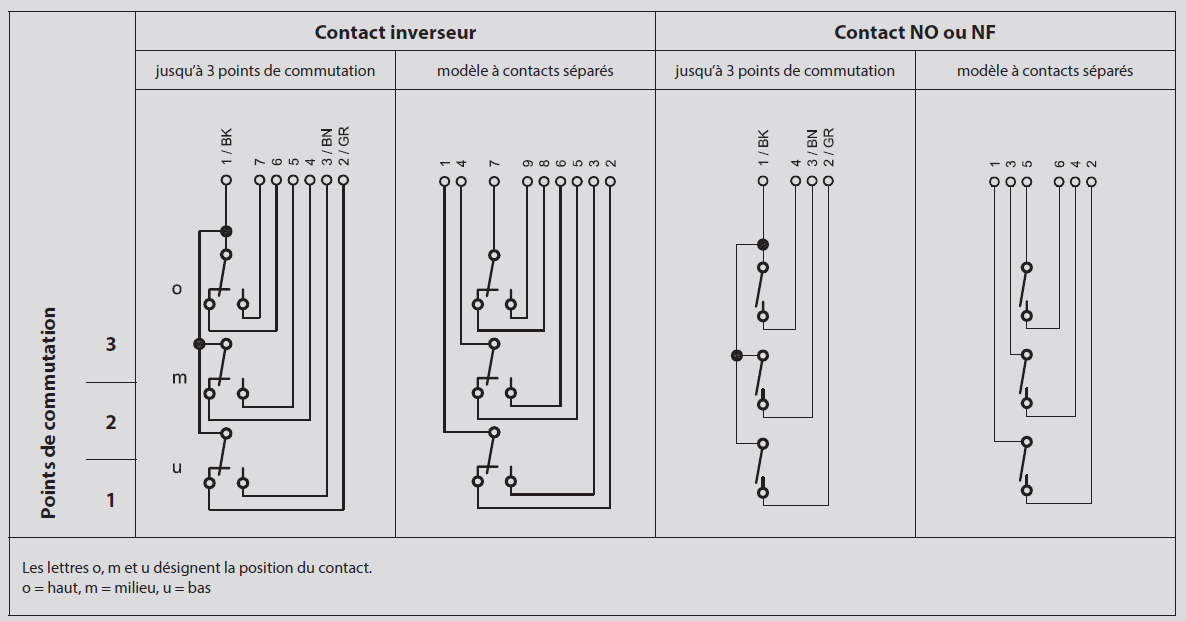 Contact inverseur
Contact NO ou NF
jusqu'à 3 points de commutation
modèle à contacts séparés
jusqu'à 3 points de commutation
modèle à contacts séparés
1 / BK
7
6
5
4
3 / BN
2 / GR
1
4
7
9
8
6
5
3
2
1 / BK
4
3 / BN
2 / GR
1
3
5
6
4
2
Points de commutation
3
2
1
o
m
u
Les lettres o, m et u désignent la position du contact.
o = haut, m = milieu, u = bas